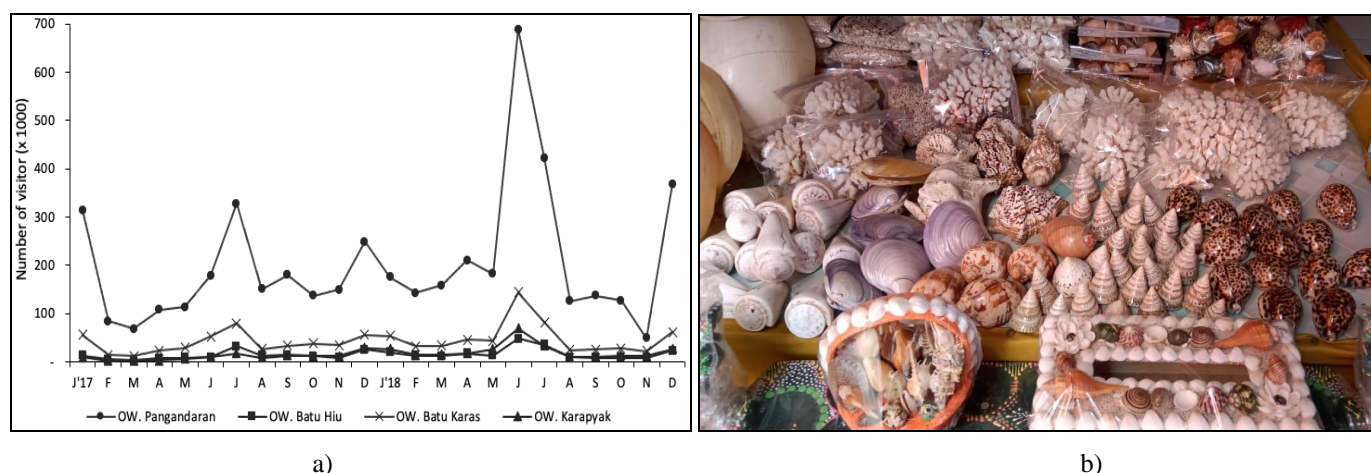 Number of visitor (x 1000)
700
600
500
400
300
200
100
-
J'17 F M A M J J A S O N D J'18 F M A M J J A S O N D
OW. Pangandaran OW. Batu Hiu OW. Batu Karas OW. Karapyak
a) b)